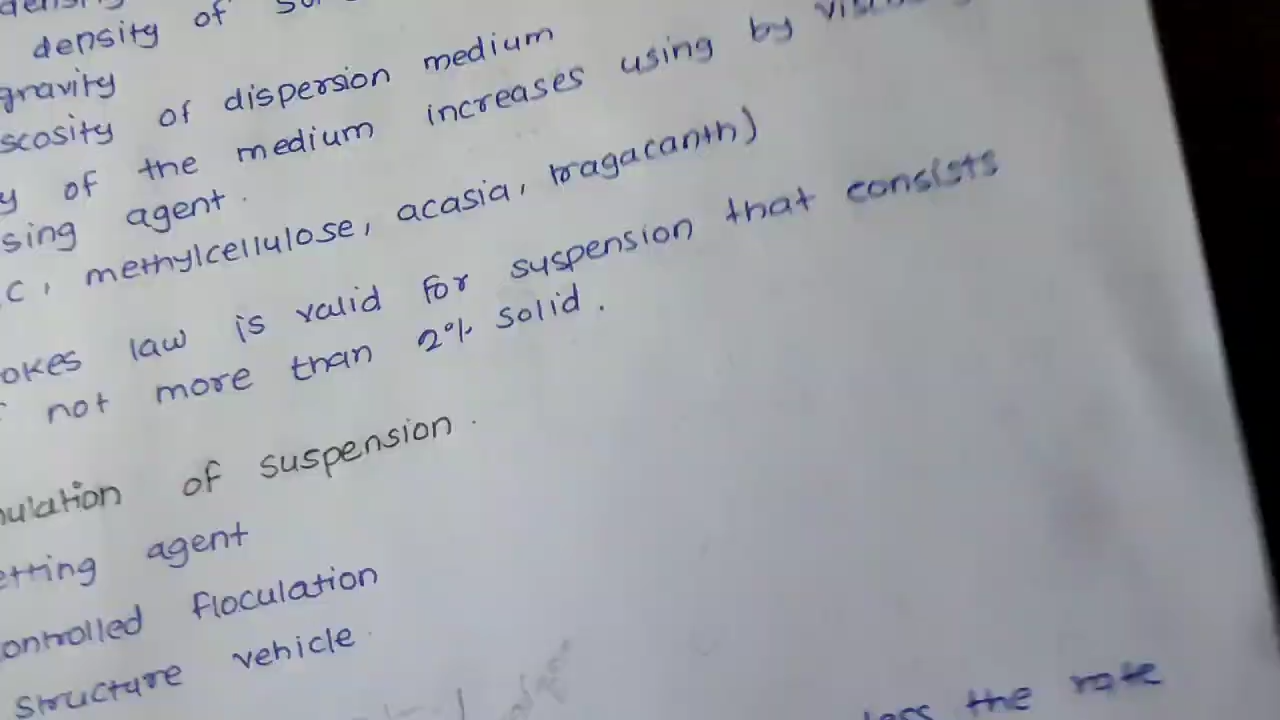 density of
gravity
scosity of dispersion medium
y of the medium increases using by
sing agent.
c, methylcellulose, acasia, tragacanth)
okes law is valid for suspension that consists
not more than 2% solid.
ulation of suspension.
etting agent
ontrolled floculation
structure vehicle.
less the rate